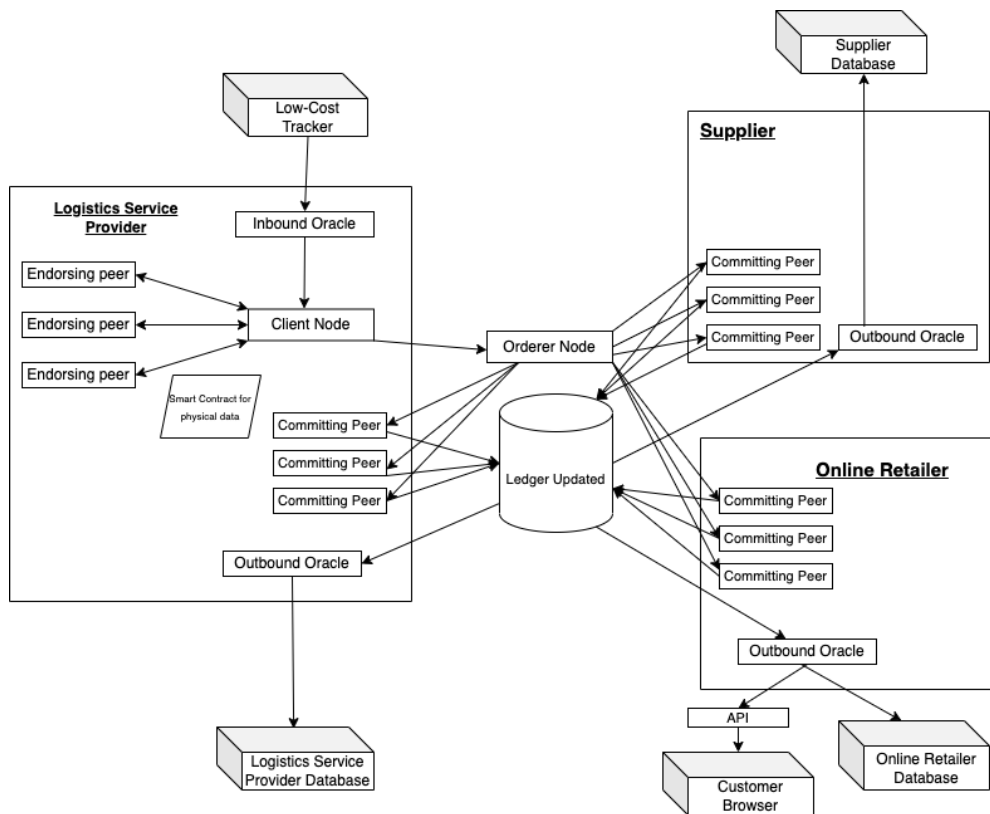 Supplier
Database
Low-Cost
Tracker
Supplier
Logistics Service
Provider
Inbound Oracle
Endorsing peer
Committing Peer
Committing Peer
Endorsing peer
Client Node
Committing Peer
Outbound Oracle
Orderer Node
Endorsing peer
Smart Contract for
physical data
Committing Peer
Committing Peer
Committing Peer
Ledger Updated
Online Retailer
Committing Peer
Committing Peer
Committing Peer
Outbound Oracle
Outbound Oracle
API
Logistics Service
Provider Database
Customer
Browser
Online Retailer
Database